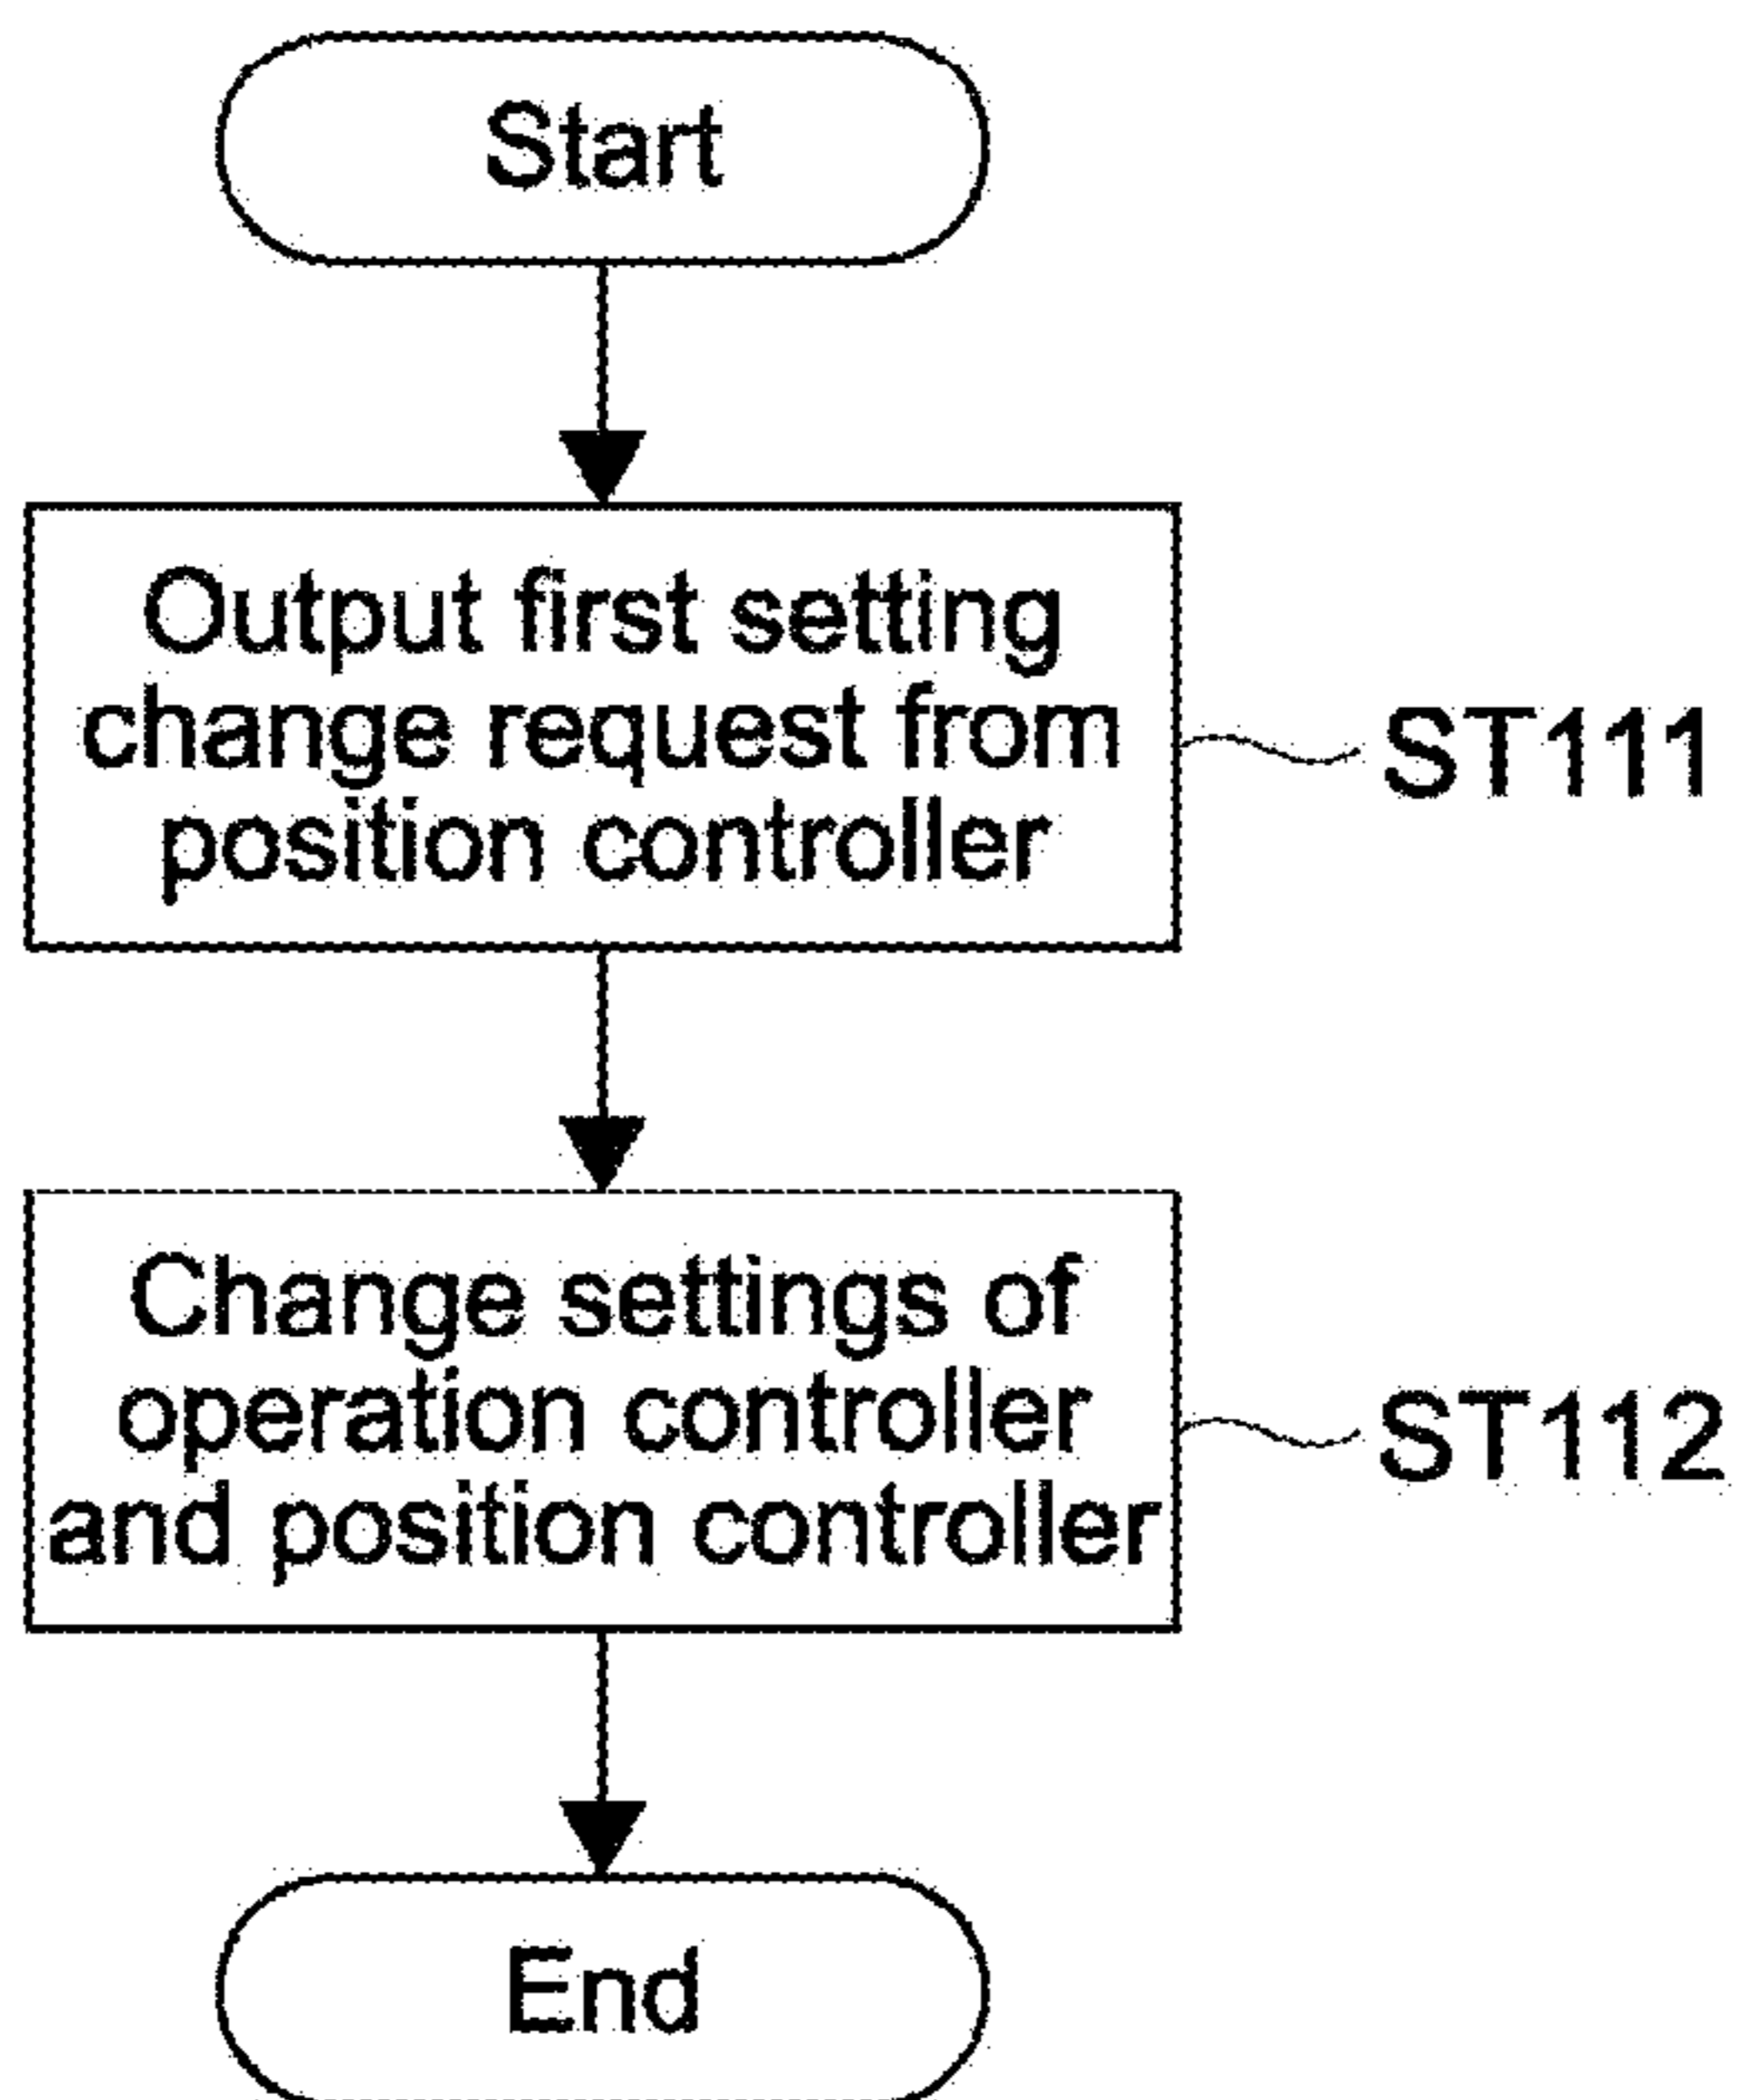 Start
Output first setting
change request from
position controller
ST111
Change settings of
operation controller
and position controller
ST112
End